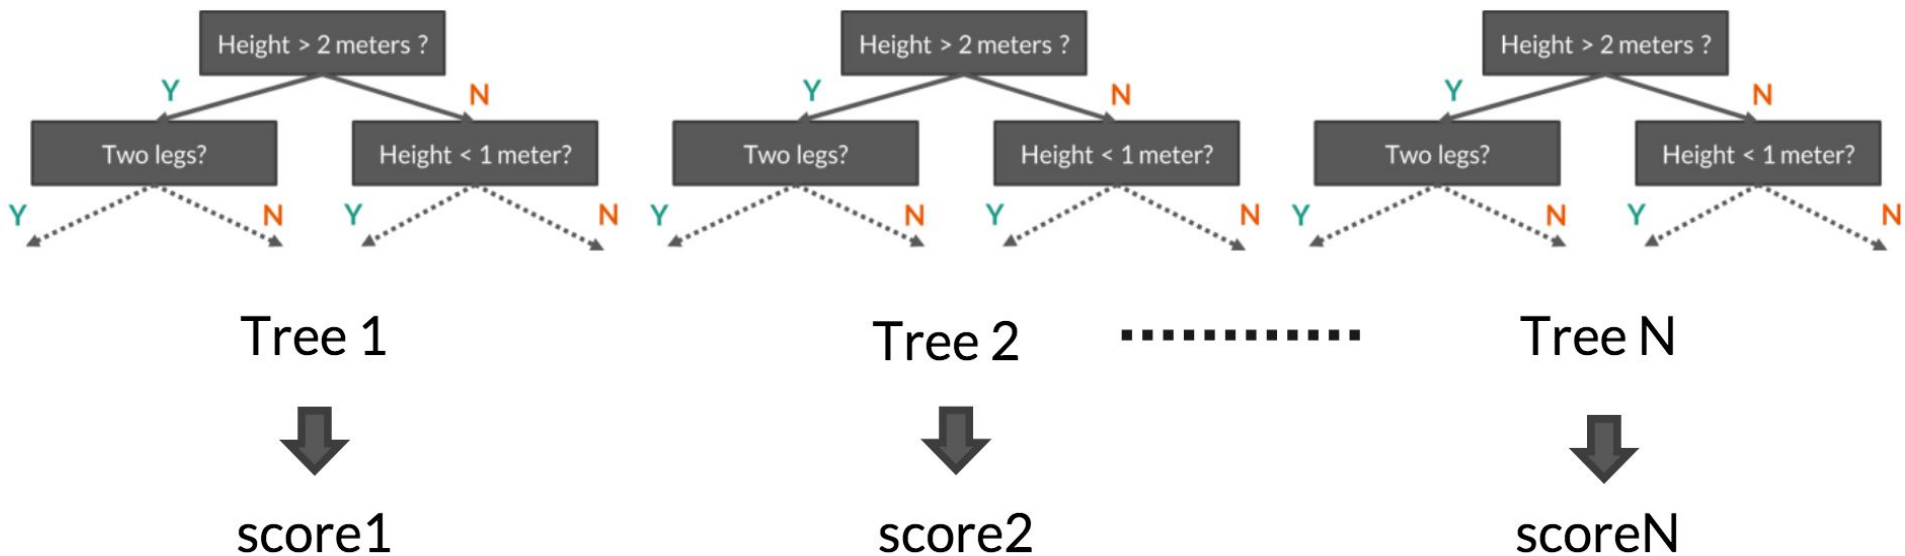 Height > 2 meters ?
Y
N
Two legs?
Height < 1 meter?
Y
N
Y
N
Tree 1
score1
Height > 2 meters ?
Y
N
Two legs?
Height < 1 meter?
Y
N
Y
N
Tree 2
score2
Height > 2 meters ?
Y
N
Two legs?
Height < 1 meter?
Y
N
Y
N
Tree N
scoreN